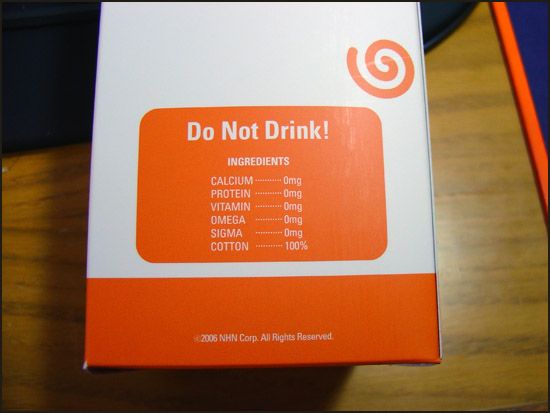 Do Not Drink!
INGREDIENTS
CALCIUM ··········· 0mg
PROTEIN ··········· 0mg
VITAMIN ··········· 0mg
OMEGA ··········· 0mg
SIGMA ··········· 0mg
COTTON ··········· 100%
©2006 NHN Corp. All Rights Reserved.